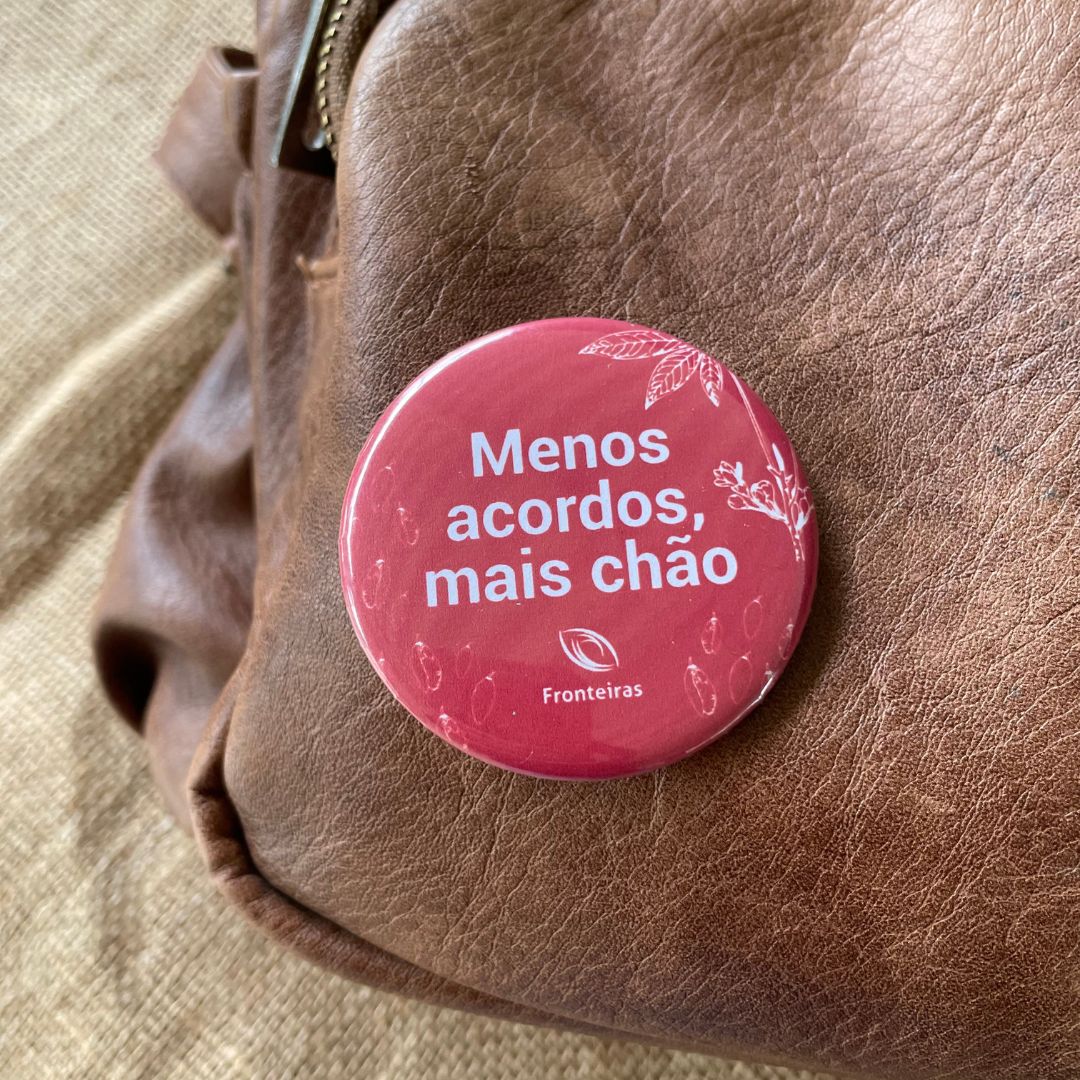 Menos
acordos,
mais chão
Fronteiras